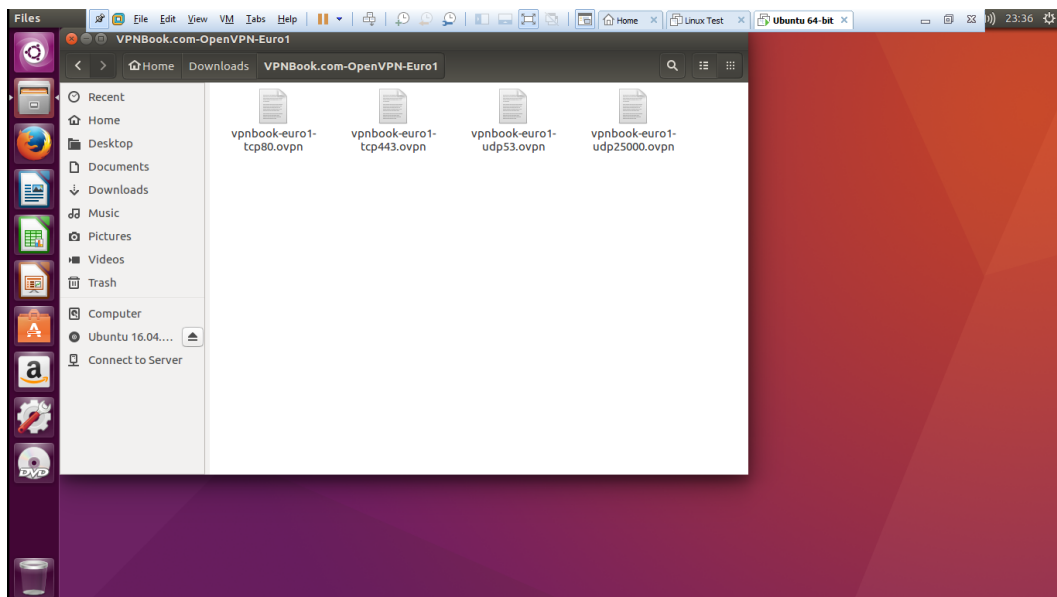 Files
File Edit View VM Tabs Help
Home
Linux Test
Ubuntu 64-bit
23:36
VPNBook.com-OpenVPN-Euro1
Home Downloads VPNBook.com-OpenVPN-Euro1
Recent
Home
Desktop
Documents
Downloads
Music
Pictures
Videos
Trash
Computer
Ubuntu 16.04....
Connect to Server
vpnbook-euro1-
tcp80.ovpn
vpnbook-euro1-
tcp443.ovpn
vpnbook-euro1-
udp53.ovpn
vpnbook-euro1-
udp25000.ovpn
A
a
DVD